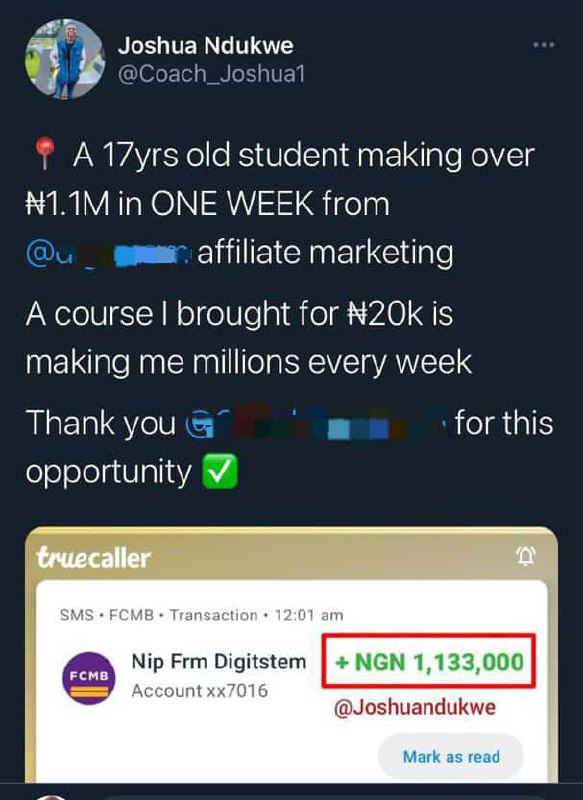 Joshua Ndukwe
@Coach_Joshua1
A 17yrs old student making over
₦1.1M in ONE WEEK from
affiliate marketing
A course I brought for ₦20k is
making me millions every week
Thank you for this
opportunity
truecaller
SMS • FCMB • Transaction • 12:01 am
FCMB
Nip Frm Digitstem
+ NGN 1,133,000
Account xx7016
@Joshuandukwe
Mark as read